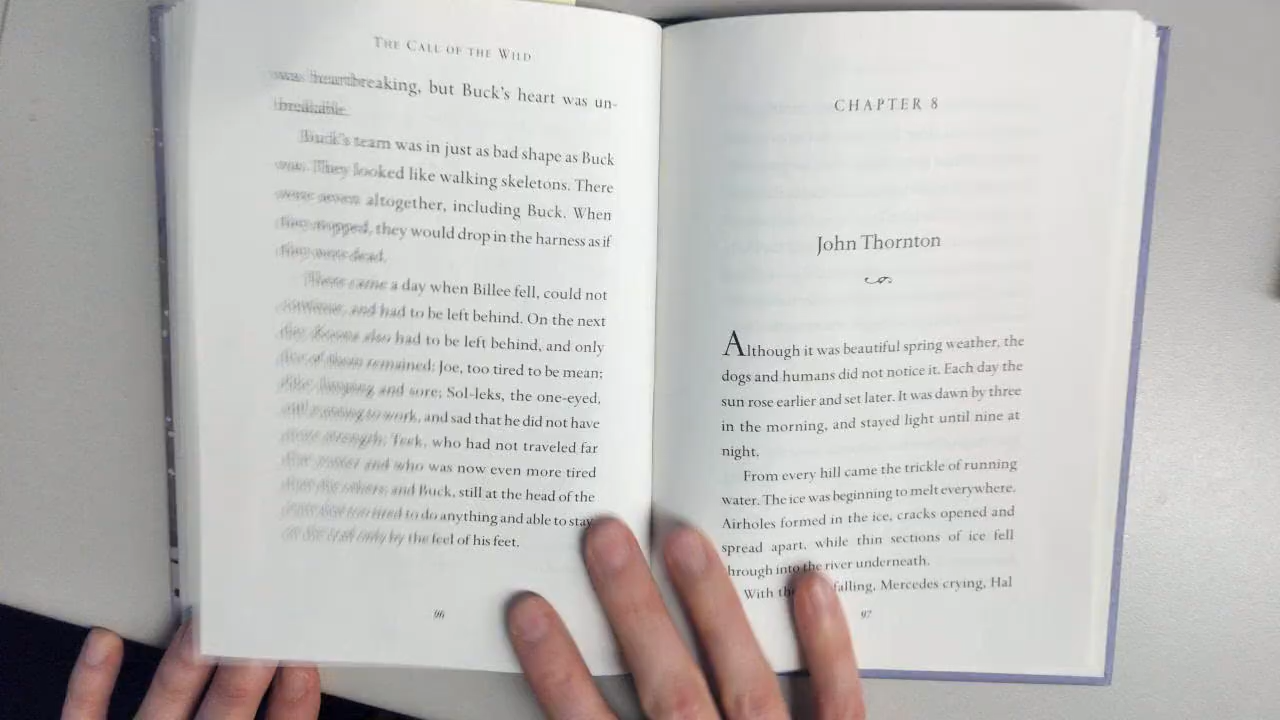 THE CALL OF THE WILD
was heartbreaking, but Buck's heart was un-
breakable.
Buck's team was in just as bad shape as Buck
was. They looked like walking skeletons. There
were seven altogether, including Buck. When
they stopped, they would drop in the harness as if
they were dead.
There came a day when Billee fell, could not
continue, and had to be left behind. On the next
day, Koona also had to be left behind, and only
five of them remained: Joe, too tired to be mean;
Pike, limping and sore; Sol-leks, the one-eyed,
still to work, and sad that he did not have
more strength; Teek, who had not traveled far
and who was now even more tired
than the others; and Buck, still at the head of the
too tired to do anything and able to stay
on the trail only by the feel of his feet.
96
CHAPTER 8
John Thornton
Although it was beautiful spring weather, the
dogs and humans did not notice it. Each day the
sun rose earlier and set later. It was dawn by three
in the morning, and stayed light until nine at
night.
From every hill came the trickle of running
water. The ice was beginning to melt everywhere.
Airholes formed in the ice, cracks opened and
spread apart, while thin sections of ice fell
through into the river underneath.
With falling, Mercedes crying, Hal
97